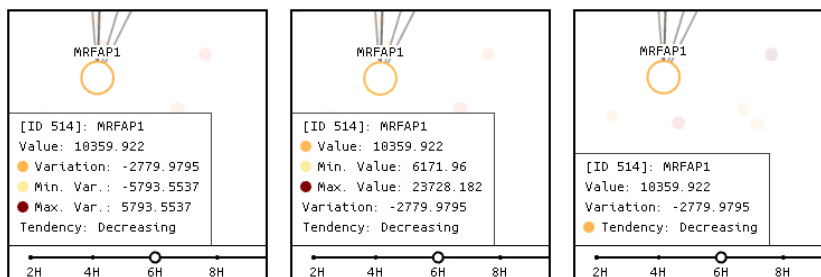 MRFAP1
[ID 514]: MRFAP1
Value: 10359.922
Variation: -2779.9795
Min. Var.: -5793.5537
Max. Var.: 5793.5537
Tendency: Decreasing
2H 4H 6H 8H
MRFAP1
[ID 514]: MRFAP1
Value: 10359.922
Min. Value: 6171.96
Max. Value: 23728.182
Variation: -2779.9795
Tendency: Decreasing
2H 4H 6H 8H
MRFAP1
[ID 514]: MRFAP1
Value: 10359.922
Variation: -2779.9795
Tendency: Decreasing
2H 4H 6H 8H